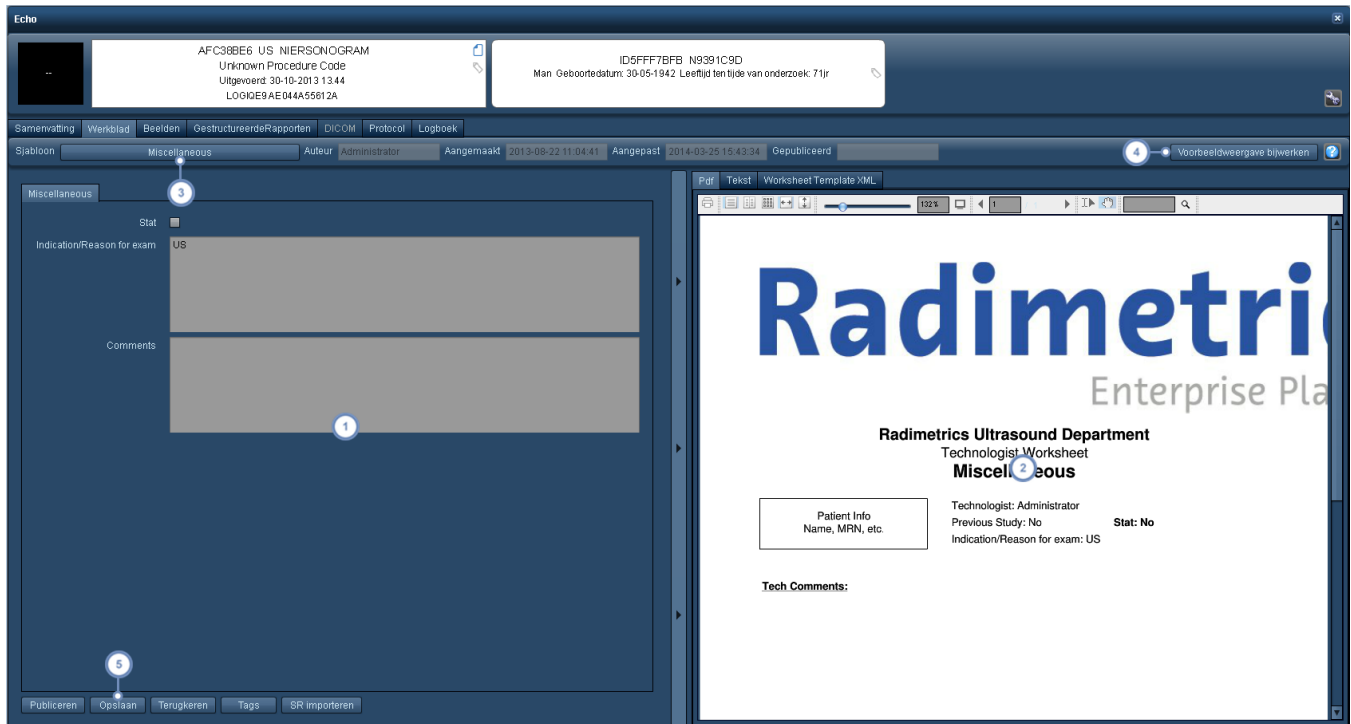 Echo
--
AFC38BE6 US NIERSONOGRAM
Unknown Procedure Code
Uitgevoerd: 30-10-2013 13.44
LOGIQE9 AE044A55612A
ID5FFF7BFB N9391C9D
Man Geboortedatum: 30-05-1942 Leeftijd ten tijde van onderzoek: 71jr
Samenvatting Werkblad Beelden GestructureerdeRapporten DICOM Protocol Logboek
Sjabloon Miscellaneous Auteur Administrator Aangemaakt 2013-08-22 11:04:41 Aangepast 2014-03-25 15:43:34 Gepubliceerd 4 Voorbeeldweergave bijwerken ?
3
Miscellaneous
Stat
Indication/Reason for exam US
Comments
1
5
Publiceren Opslaan Terugkeren Tags SR importeren
Pdf Tekst Worksheet Template XML
132% 1
Radimetri
Enterprise Pla
Radimetrics Ultrasound Department
Technologist Worksheet
Miscell 2 eous
Patient Info
Name, MRN, etc.
Technologist: Administrator
Previous Study: No Stat: No
Indication/Reason for exam: US
Tech Comments: